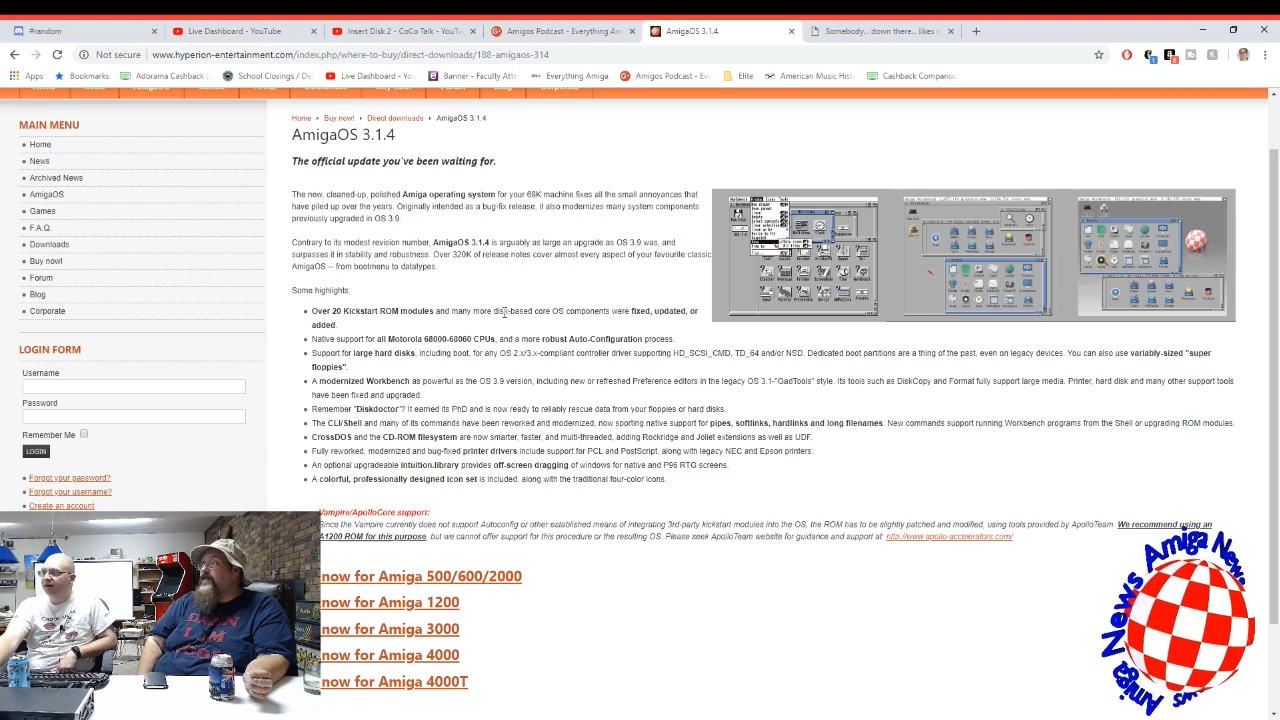 #random
Live Dashboard - YouTube
Insert Disk 2 - CoCo Talk - YouTu
Amigos Podcast - Everything Am
AmigaOS 3.1.4
Somebody... down there... likes m
Not secure
www.hyperion-entertainment.com/index.php/where-to-buy/direct-downloads/188-amigaos-314
Apps
Bookmarks
Adorama Cashback
School Closings / De
Live Dashboard - You
Banner - Faculty Atte
Everything Amiga
Amigos Podcast - Ev
Elite
American Music Hist
Cashback Compariso
MAIN MENU
Home
News
Archived News
AmigaOS
Games
F.A.Q.
Downloads
Buy now!
Forum
Blog
Corporate
LOGIN FORM
Username
Password
Remember Me
LOGIN
Forgot your password?
Forgot your username?
Create an account
Home
Buy now!
Direct downloads
AmigaOS 3.1.4
AmigaOS 3.1.4
The official update you've been waiting for.
The new, cleaned-up, polished Amiga operating system for your 68K machine fixes all the small annoyances that
have piled up over the years. Originally intended as a bug-fix release, it also modernizes many system components
previously upgraded in OS 3.9.
Contrary to its modest revision number, AmigaOS 3.1.4 is arguably as large an upgrade as OS 3.9 was, and
surpasses it in stability and robustness. Over 320K of release notes cover almost every aspect of your favourite classic
AmigaOS -- from bootmenu to datatypes.
Some highlights:
Over 20 Kickstart ROM modules and many more disk-based core OS components were fixed, updated, or
added.
Native support for all Motorola 68000-68060 CPUs, and a more robust Auto-Configuration process.
Support for large hard disks, including boot, for any OS 2.x/3.x-compliant controller driver supporting HD_SCSI_CMD, TD_64 and/or NSD. Dedicated boot partitions are a thing of the past, even on legacy devices. You can also use variably-sized "super
floppies".
A modernized Workbench as powerful as the OS 3.9 version, including new or refreshed Preference editors in the legacy OS 3.1-"GadTools" style. Its tools such as DiskCopy and Format fully support large media. Printer, hard disk and many other support tools
have been fixed and upgraded.
Remember "Diskdoctor"? It earned its PhD and is now ready to reliably rescue data from your floppies or hard disks.
The CLI/Shell and many of its commands have been reworked and modernized, now sporting native support for pipes, softlinks, hardlinks and long filenames. New commands support running Workbench programs from the Shell or upgrading ROM modules.
CrossDOS and the CD-ROM filesystem are now smarter, faster, and multi-threaded, adding Rockridge and Joliet extensions as well as UDF.
Fully reworked, modernized and bug-fixed printer drivers include support for PCL and PostScript, along with legacy NEC and Epson printers.
An optional upgradeable intuition.library provides off-screen dragging of windows for native and P96 RTG screens.
A colorful, professionally designed icon set is included, along with the traditional four-color icons.
Vampire/ApolloCore support:
Since the Vampire currently does not support Autoconfig or other established means of integrating 3rd-party kickstart modules into the OS, the ROM has to be slightly patched and modified, using tools provided by ApolloTeam. We recommend using an
A1200 ROM for this purpose, but we cannot offer support for this procedure or the resulting OS. Please seek ApolloTeam website for guidance and support at: http://www.apollo-accelerators.com/
now for Amiga 500/600/2000
now for Amiga 1200
now for Amiga 3000
now for Amiga 4000
now for Amiga 4000T
Amiga News
Amiga News
DAMN
I AM